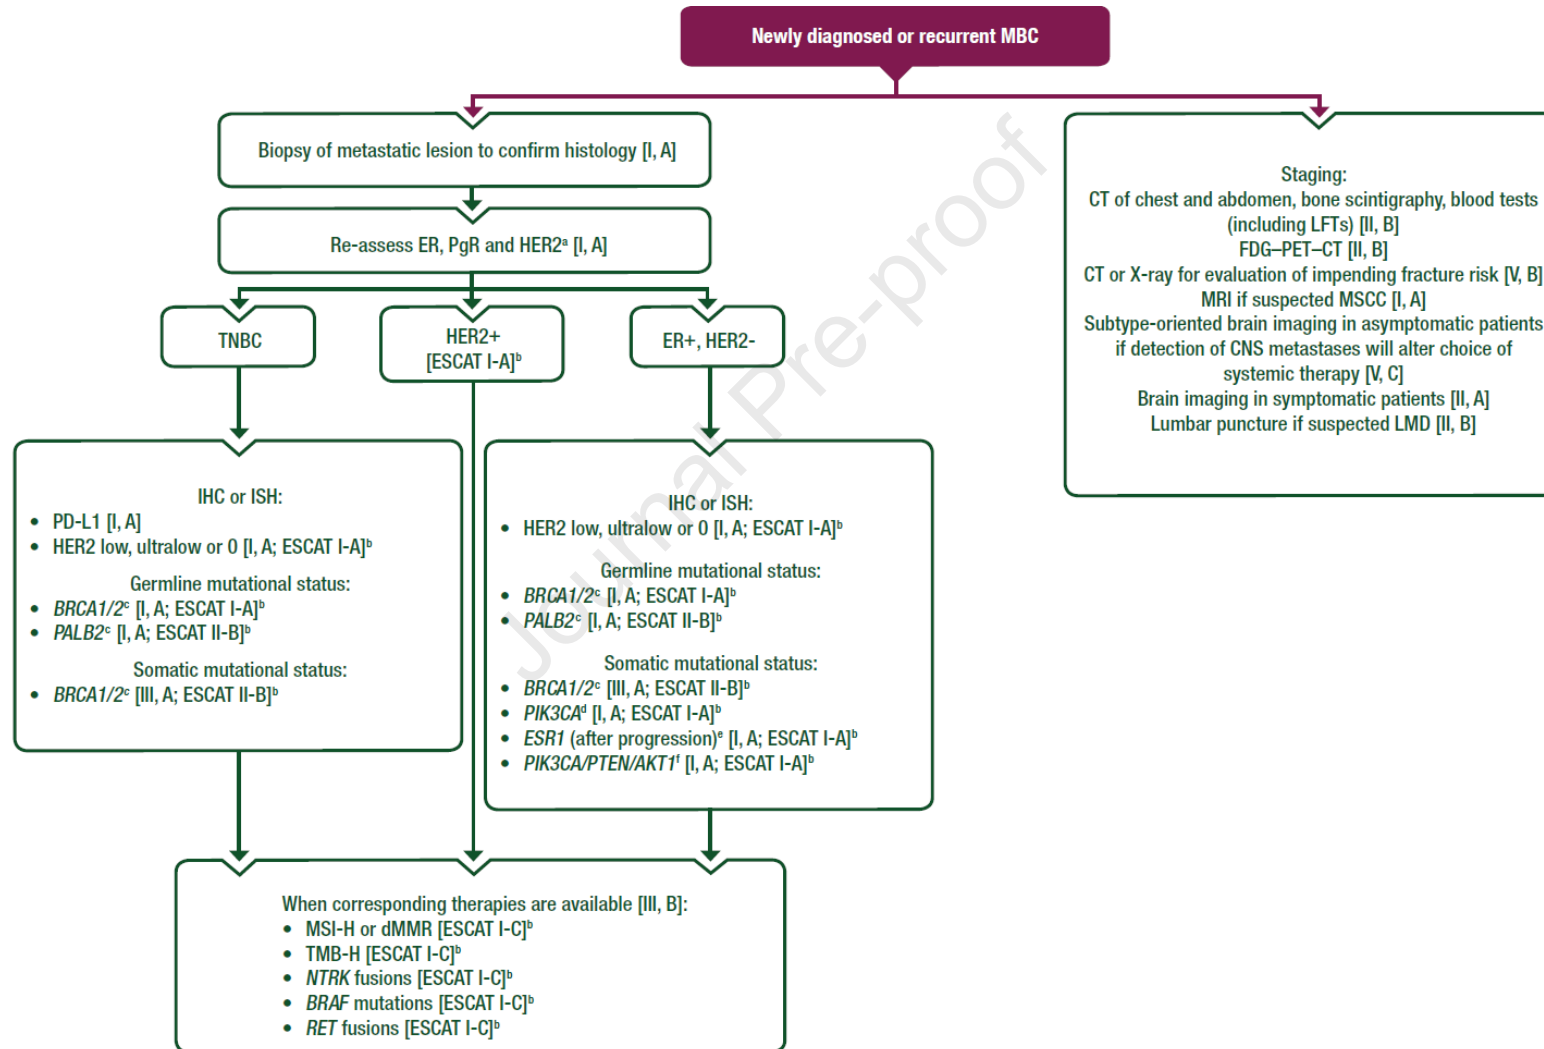 Newly diagnosed or recurrent MBC
Biopsy of metastatic lesion to confirm histology [I, A]
Re-assess ER, PgR and HER2ᵃ [I, A]
TNBC
HER2+
[ESCAT I-A]ᵇ
ER+, HER2-
IHC or ISH:
• PD-L1 [I, A]
• HER2 low, ultralow or 0 [I, A; ESCAT I-A]ᵇ
Germline mutational status:
• BRCA1/2ᶜ [I, A; ESCAT I-A]ᵇ
• PALB2ᶜ [I, A; ESCAT II-B]ᵇ
Somatic mutational status:
• BRCA1/2ᶜ [III, A; ESCAT II-B]ᵇ
IHC or ISH:
• HER2 low, ultralow or 0 [I, A; ESCAT I-A]ᵇ
Germline mutational status:
• BRCA1/2ᶜ [I, A; ESCAT I-A]ᵇ
• PALB2ᶜ [I, A; ESCAT II-B]ᵇ
Somatic mutational status:
• BRCA1/2ᶜ [III, A; ESCAT II-B]ᵇ
• PIK3CAᵈ [I, A; ESCAT I-A]ᵇ
• ESR1 (after progression)ᵉ [I, A; ESCAT I-A]ᵇ
• PIK3CA/PTEN/AKT1ᶠ [I, A; ESCAT I-A]ᵇ
When corresponding therapies are available [III, B]:
• MSI-H or dMMR [ESCAT I-C]ᵇ
• TMB-H [ESCAT I-C]ᵇ
• NTRK fusions [ESCAT I-C]ᵇ
• BRAF mutations [ESCAT I-C]ᵇ
• RET fusions [ESCAT I-C]ᵇ
Staging:
CT of chest and abdomen, bone scintigraphy, blood tests
(including LFTs) [II, B]
FDG–PET–CT [II, B]
CT or X-ray for evaluation of impending fracture risk [V, B]
MRI if suspected MSCC [I, A]
Subtype-oriented brain imaging in asymptomatic patients
if detection of CNS metastases will alter choice of
systemic therapy [V, C]
Brain imaging in symptomatic patients [II, A]
Lumbar puncture if suspected LMD [II, B]
Journal Pre-proof